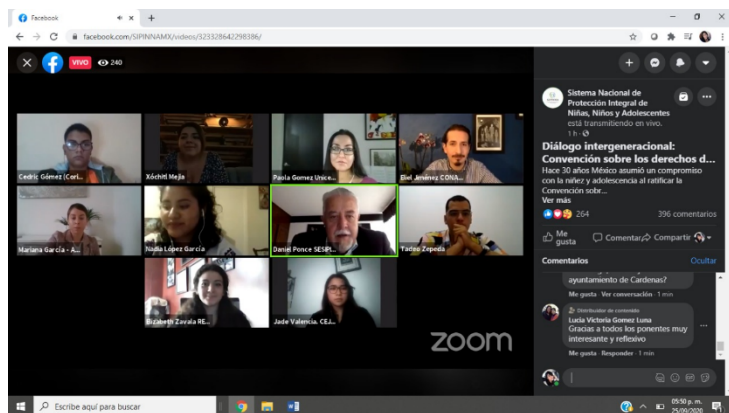 Facebook
facebook.com/SIPINNAMX/videos/323328642298386/
VIVO
240
Cedric Gómez (Cori...
Xóchitl Mejía
Paola Gomez Unice...
Eliel Jiménez CONA...
Mariana García - A...
Nadia López García
Daniel Ponce SESIPI...
Tadeo Zepeda
Elizabeth Zavala RE...
Jade Valencia. CEJ...
zoom
Sistema Nacional de
Protección Integral de
Niñas, Niños y Adolescentes
está transmitiendo en vivo.
1 h
Diálogo intergeneracional:
Convención sobre los derechos d...
Hace 30 años México asumió un compromiso
con la niñez y adolescencia al ratificar la
Convención sobr...
Ver más
264
396 comentarios
Me gusta
Comentar
Compartir
Comentarios
Ocultar
ayuntamiento de Cardenas?
Me gusta · Ver conversación · 1 min
Distribuidor de contenido
Lucia Victoria Gomez Luna
Gracias a todos los ponentes muy
interesante y reflexivo
Me gusta · Responder · 1 min
Escribe aquí para buscar
05:50 p. m.
25/09/2020